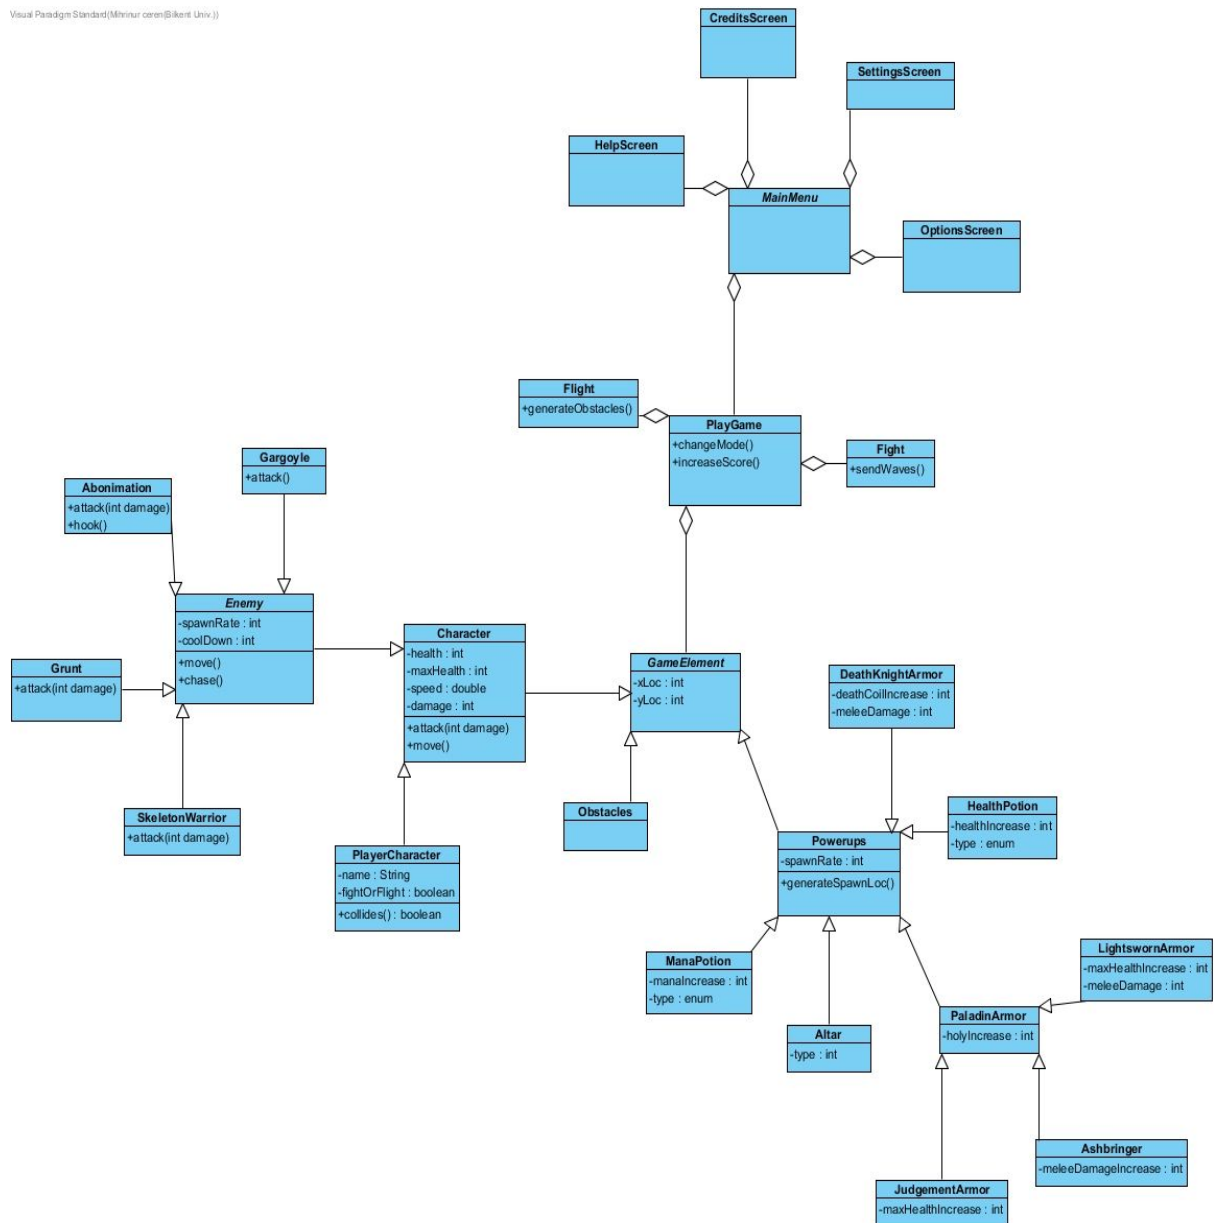 Visual Paradigm Standard(Mihrinur ceren(Bilkent Univ.))
CreditsScreen
SettingsScreen
HelpScreen
MainMenu
OptionsScreen
Flight
+generateObstacles()
PlayGame
+changeMode()
+increaseScore()
Fight
+sendWaves()
Gargoyle
+attack()
Abonimation
+attack(int damage)
+hook()
Enemy
-spawnRate : int
-coolDown : int
+move()
+chase()
Character
-health : int
-maxHealth : int
-speed : double
-damage : int
+attack(int damage)
+move()
Grunt
+attack(int damage)
GameElement
-xLoc : int
-yLoc : int
DeathKnightArmor
-deathCoilIncrease : int
-meleeDamage : int
SkeletonWarrior
+attack(int damage)
Obstacles
HealthPotion
-healthIncrease : int
-type : enum
PlayerCharacter
-name : String
-fightOrFlight : boolean
+collides() : boolean
Powerups
-spawnRate : int
+generateSpawnLoc()
ManaPotion
-manaIncrease : int
-type : enum
LightswornArmor
-maxHealthIncrease : int
-meleeDamage : int
Altar
-type : int
PaladinArmor
-holyIncrease : int
Ashbringer
-meleeDamageIncrease : int
JudgementArmor
-maxHealthIncrease : int